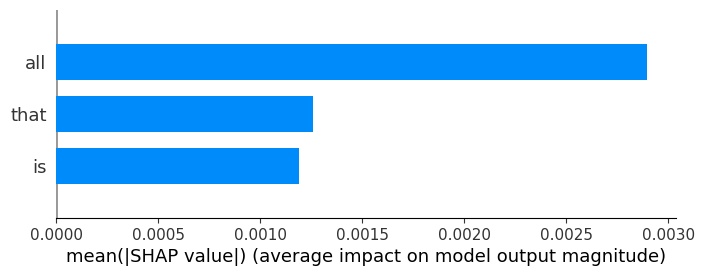 all
that
is
0.0000 0.0005 0.0010 0.0015 0.0020 0.0025 0.0030
mean(|SHAP value|) (average impact on model output magnitude)